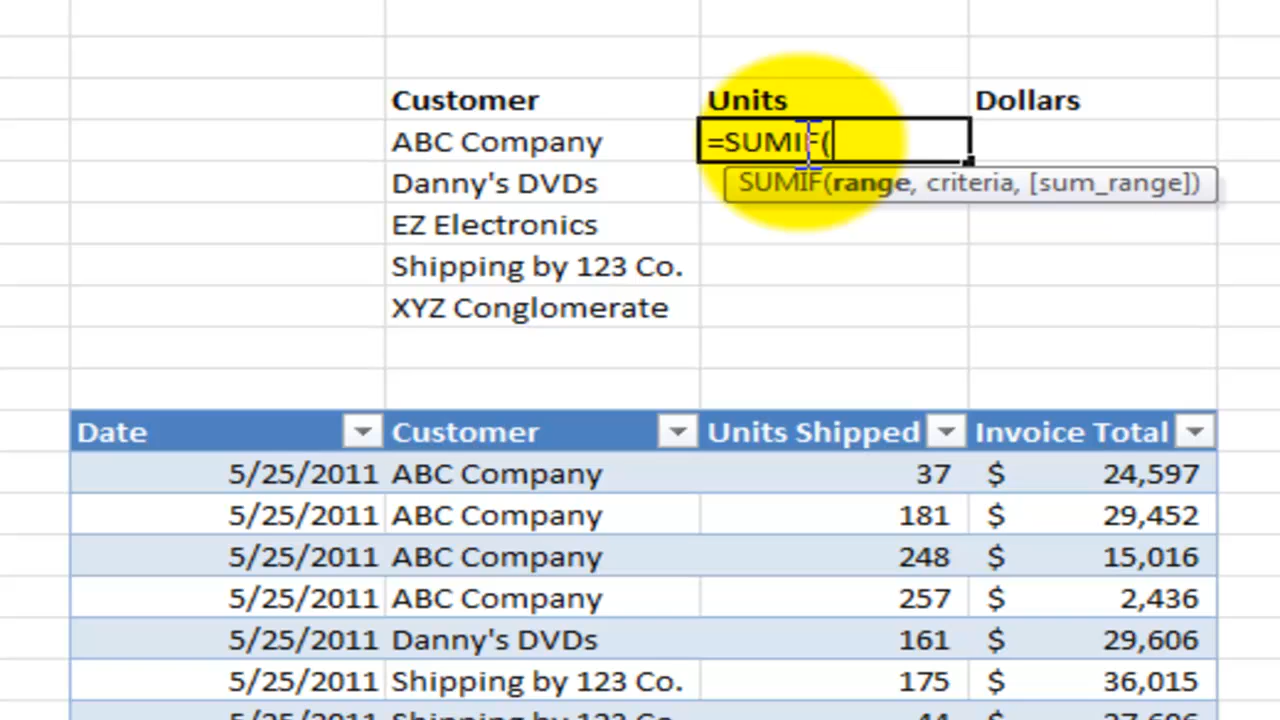 Customer Units Dollars
ABC Company =SUMIF(
Danny's DVDs SUMIF(range, criteria, [sum_range])
EZ Electronics
Shipping by 123 Co.
XYZ Conglomerate
Date Customer Units Shipped Invoice Total
5/25/2011 ABC Company 37 $ 24,597
5/25/2011 ABC Company 181 $ 29,452
5/25/2011 ABC Company 248 $ 15,016
5/25/2011 ABC Company 257 $ 2,436
5/25/2011 Danny's DVDs 161 $ 29,606
5/25/2011 Shipping by 123 Co. 175 $ 36,015